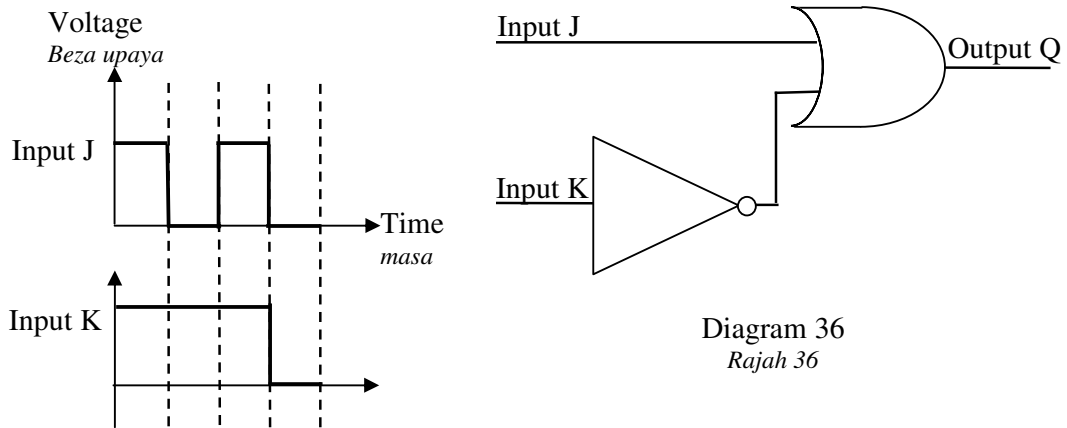 Voltage
Beza upaya
Input J
Time
masa
Input K
Input J
Output Q
Input K
Diagram 36
Rajah 36